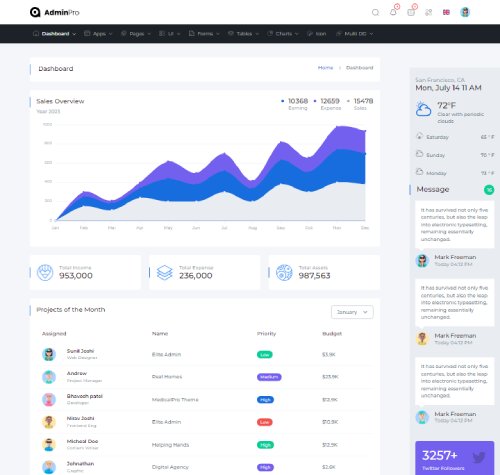 AdminPro
Dashboard
Apps
Pages
UI
Forms
Tables
Charts
Icon
Multi DD
Dashboard
Home
Dashboard
Sales Overview
Year 2023
10368
Earning
12659
Expense
15478
Sales
Jan
Feb
Mar
Apr
May
Jun
Jul
Aug
Sep
Oct
Nov
Dec
Total Income
953,000
Total Expense
236,000
Total Assets
987,563
Projects of the Month
January
Assigned Name Priority Budget
Sunil Joshi
Web Designer
Elite Admin Low $3.9K
Andrew
Project Manager
Real Homes Medium $23.9K
Bhavesh patel
Developer
MedicalPro Theme High $12.9K
Nirav Joshi
Frontend Eng
Elite Admin Low $10.9K
Micheal Doe
Content Writer
Helping Hands High $12.9K
Johnathan
Graphic
Digital Agency High $2.6K
San Francisco, CA
Mon, July 14 11 AM
72°F
Clear with periodic
clouds
Saturday
Sunday
Monday
Message
It has survived not only five
centuries, but also the leap
into electronic typesetting,
remaining essentially
unchanged.
Mark Freeman
Today 04:12 PM
It has survived not only five
centuries, but also the leap
into electronic typesetting,
remaining essentially
unchanged.
Mark Freeman
Today 04:12 PM
It has survived not only five
centuries, but also the leap
into electronic typesetting,
remaining essentially
unchanged.
Mark Freeman
Today 04:12 PM
3257+
Twitter Followers